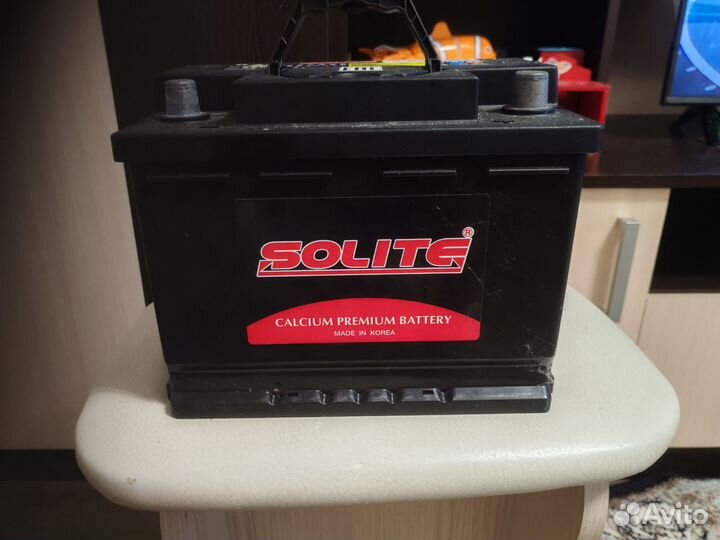 SOLITE®
CALCIUM PREMIUM BATTERY
MADE IN KOREA
Avito